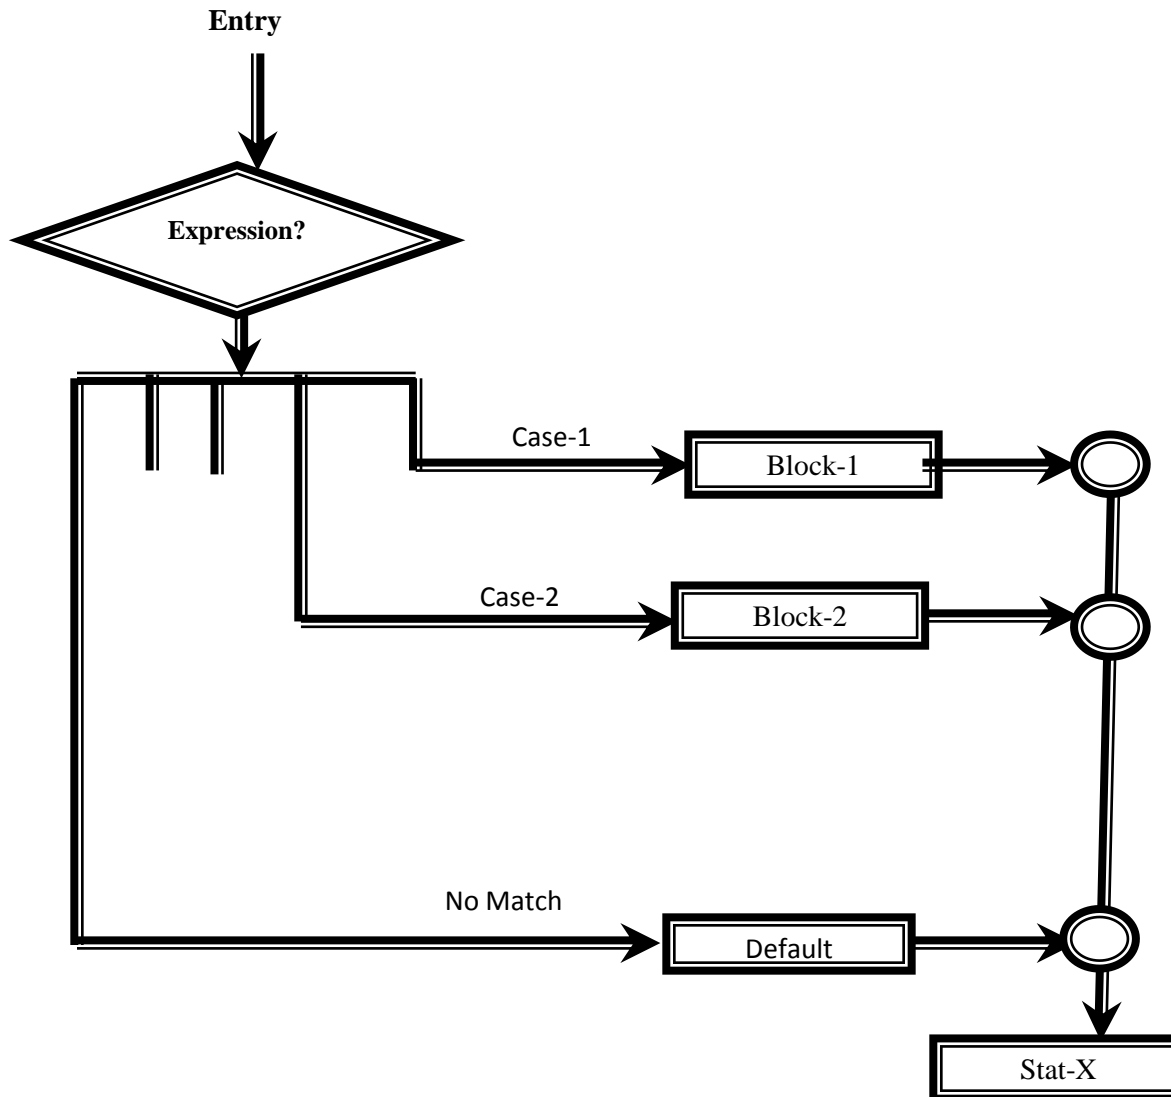 Entry
Expression?
Case-1
Block-1
Case-2
Block-2
No Match
Default
Stat-X